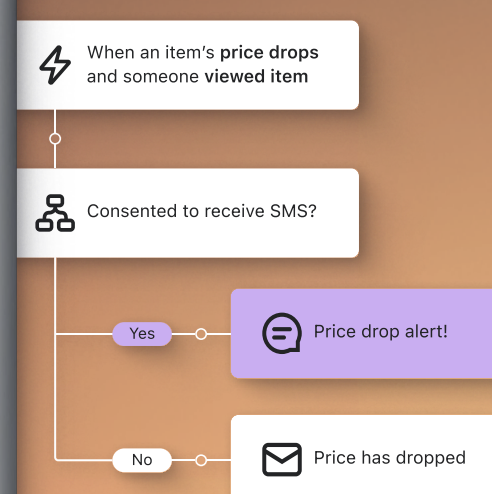 When an item’s price drops
and someone viewed item
Consented to receive SMS?
Yes
Price drop alert!
No
Price has dropped